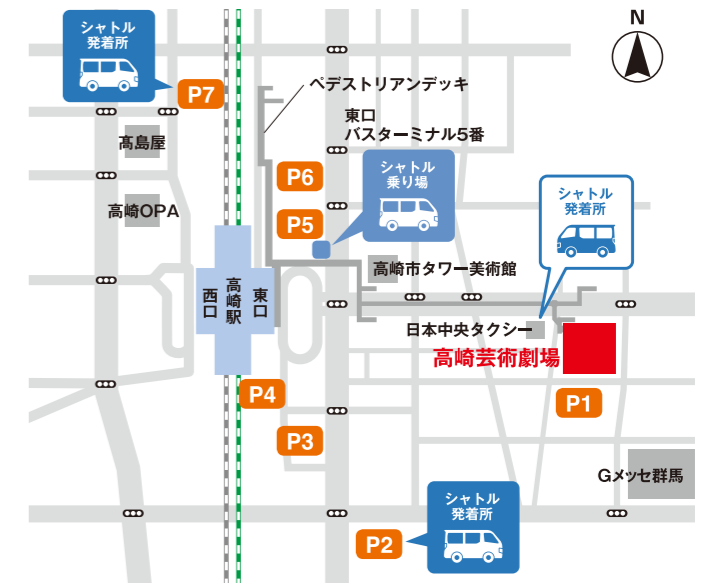 シャトル
発着所
N
P7
ペデストリアンデッキ
東口
バスターミナル5番
髙島屋
P6
シャトル
乗り場
シャトル
発着所
高崎OPA
P5
高崎市タワー美術館
西口
高崎駅
東口
日本中央タクシー
高崎芸術劇場
P4
P1
P3
Gメッセ群馬
シャトル
発着所
P2